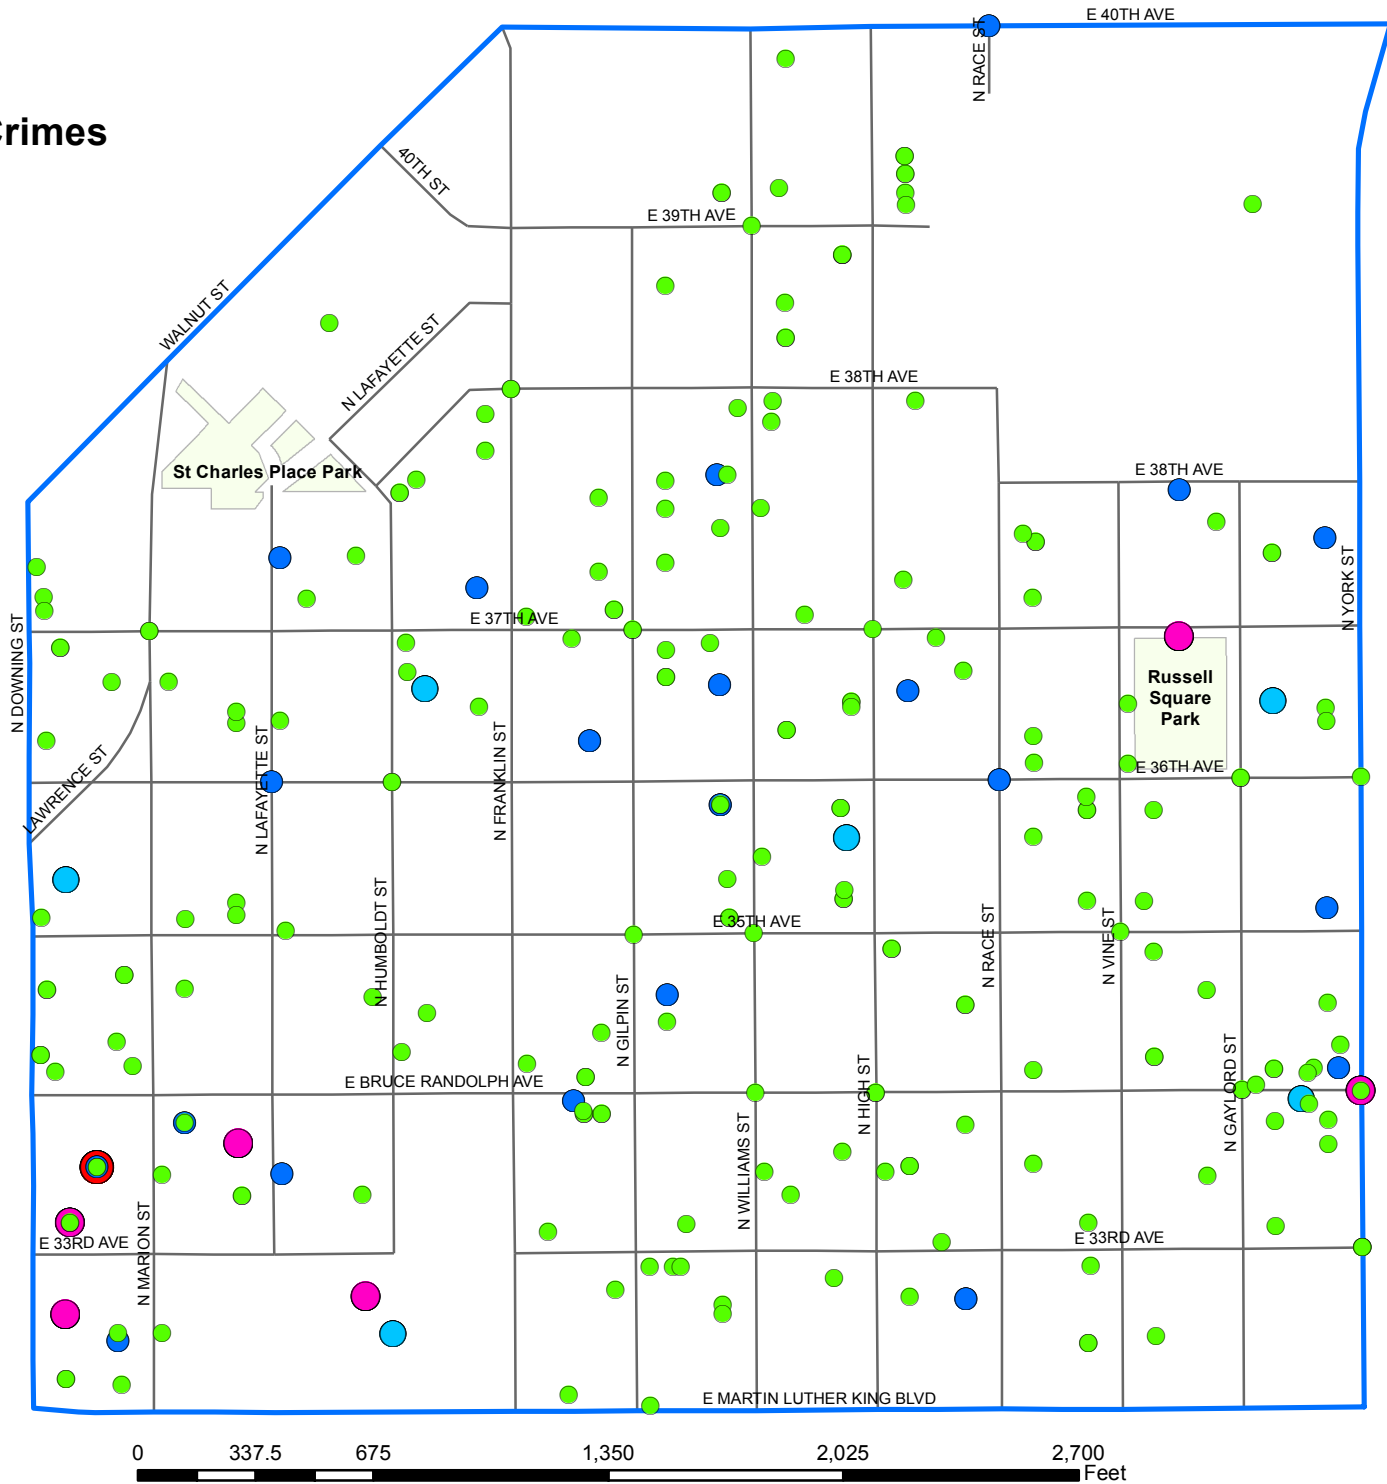 E 40TH AVE
N RACE ST
Crimes
40TH ST
E 39TH AVE
WALNUT ST
N LAFAYETTE ST
E 38TH AVE
St Charles Place Park
E 38TH AVE
N YORK ST
E 37TH AVE
N DOWNING ST
Russell
Square
Park
LAWRENCE ST
N LAFAYETTE ST
N FRANKLIN ST
E 36TH AVE
N HUMBOLDT ST
E 35TH AVE
N RACE ST
N VINE ST
N GILPIN ST
N HIGH ST
N GAYLORD ST
E BRUCE RANDOLPH AVE
N WILLIAMS ST
N MARION ST
E 33RD AVE
E 33RD AVE
E MARTIN LUTHER KING BLVD
0 337.5 675 1,350 2,025 2,700
Feet